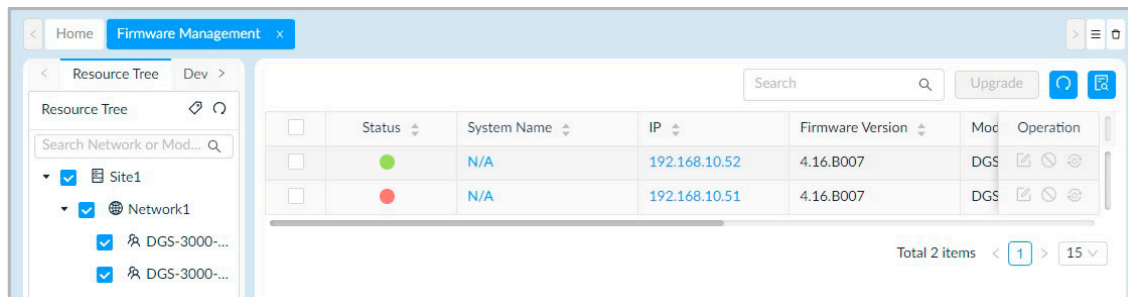 Home Firmware Management x
Resource Tree Dev
Search Upgrade
Resource Tree
Search Network or Mod...
Status System Name IP Firmware Version Mod Operation
Site1
N/A 192.168.10.52 4.16.B007 DGS
Network1
N/A 192.168.10.51 4.16.B007 DGS
DGS-3000-...
DGS-3000-...
Total 2 items < 1 > 15